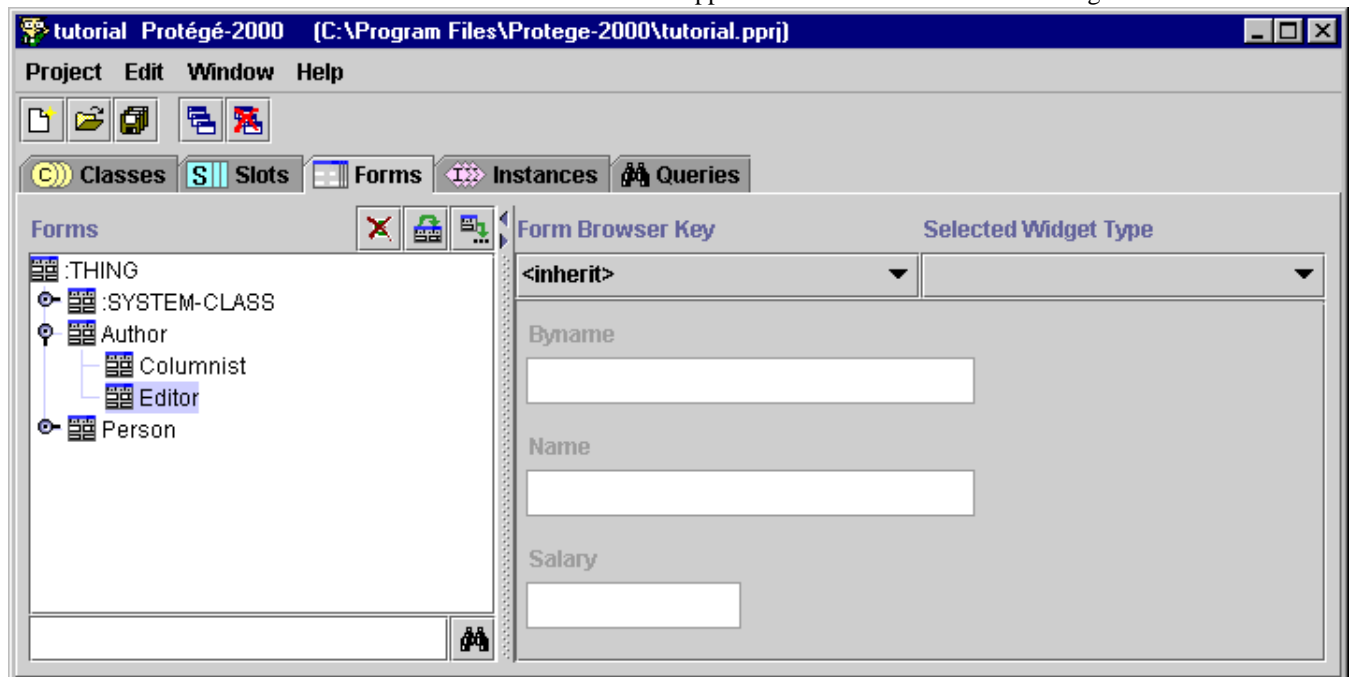 tutorial Protégé-2000 (C:\Program Files\Protege-2000\tutorial.pprj)
Project Edit Window Help
C Classes S Slots Forms I Instances Queries
Forms
Form Browser Key
Selected Widget Type
:THING
:SYSTEM-CLASS
Author
Columnist
Editor
Person
<inherit>
Byname
Name
Salary